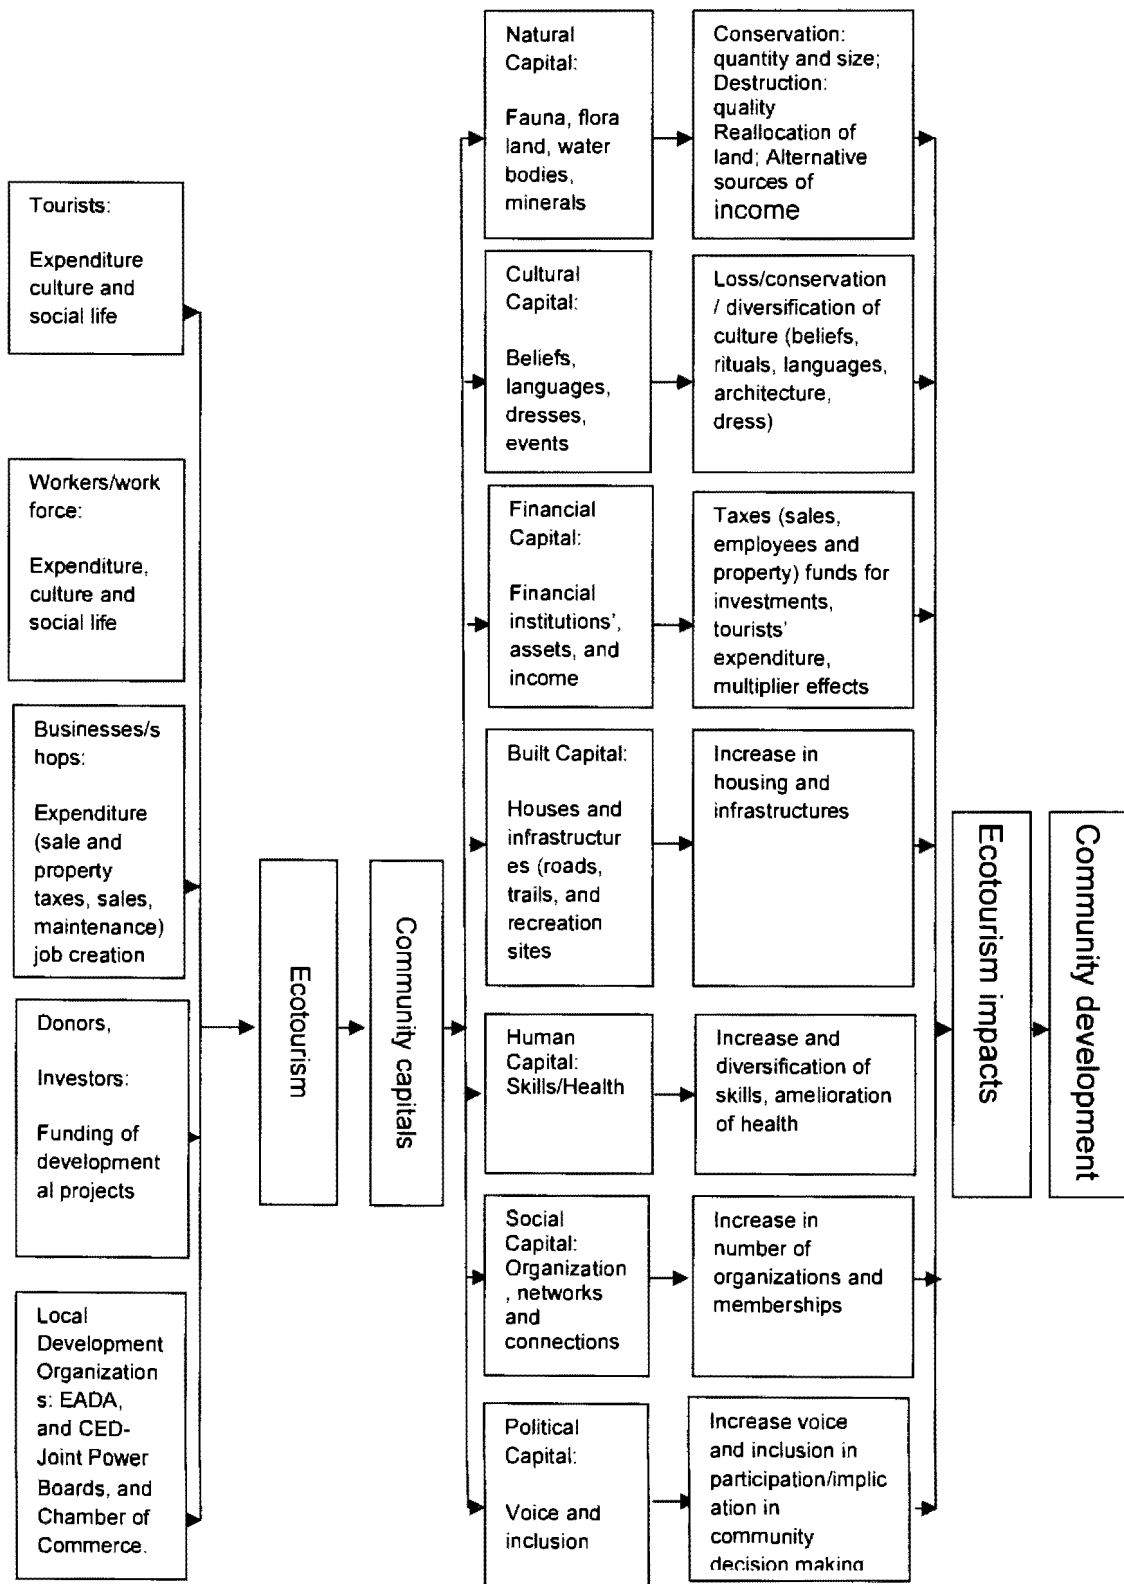 Tourists:
Expenditure
culture and
social life
Workers/work
force:
Expenditure,
culture and
social life
Businesses/s
hops:
Expenditure
(sale and
property
taxes, sales,
maintenance)
job creation
Donors,
Investors:
Funding of
development
al projects
Local
Development
Organization
s: EADA,
and CED-
Joint Power
Boards, and
Chamber of
Commerce.
Ecotourism
Community capitals
Natural
Capital:
Fauna, flora
land, water
bodies,
minerals
Conservation:
quantity and size;
Destruction:
quality
Reallocation of
land; Alternative
sources of
income
Cultural
Capital:
Beliefs,
languages,
dresses,
events
Loss/conservation
/ diversification of
culture (beliefs,
rituals, languages,
architecture,
dress)
Financial
Capital:
Financial
institutions',
assets, and
income
Taxes (sales,
employees and
property) funds for
investments,
tourists'
expenditure,
multiplier effects
Built Capital:
Houses and
infrastructur
es (roads,
trails, and
recreation
sites
Increase in
housing and
infrastructures
Human
Capital:
Skills/Health
Increase and
diversification of
skills, amelioration
of health
Social
Capital:
Organization
, networks
and
connections
Increase in
number of
organizations and
memberships
Political
Capital:
Voice and
inclusion
Increase voice
and inclusion in
participation/implic
ation in
community
decision making
Ecotourism impacts
Community development